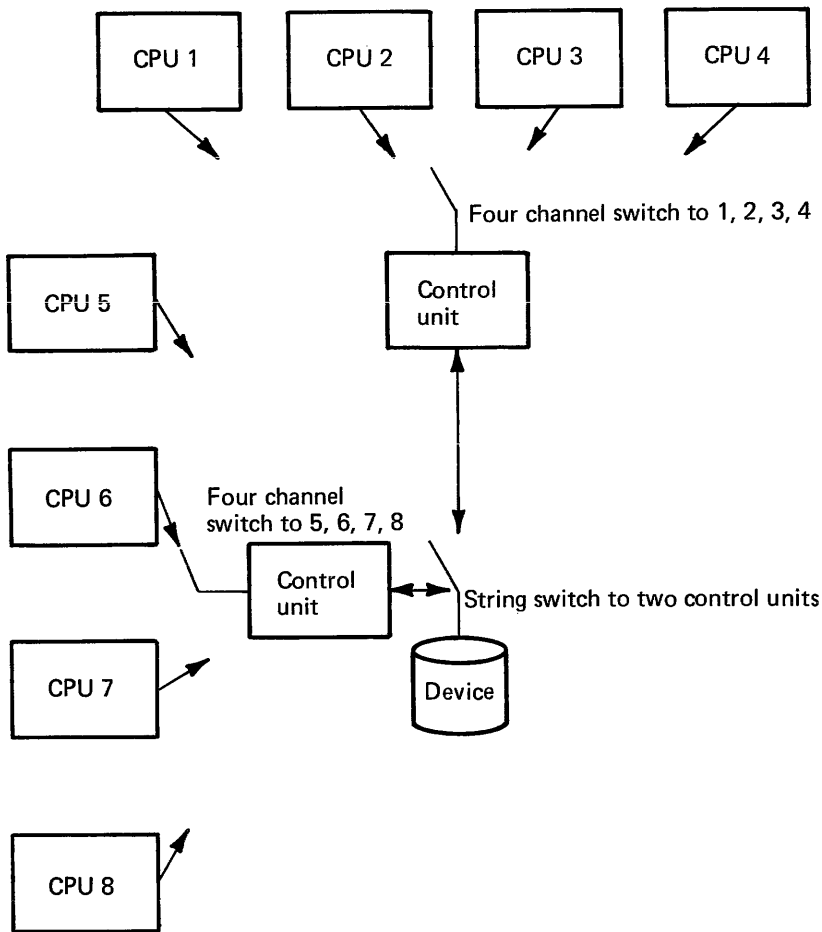 CPU 1
CPU 2
CPU 3
CPU 4
Four channel switch to 1, 2, 3, 4
Control
unit
CPU 5
CPU 6
Four channel
switch to 5, 6, 7, 8
Control
unit
String switch to two control units
CPU 7
Device
CPU 8